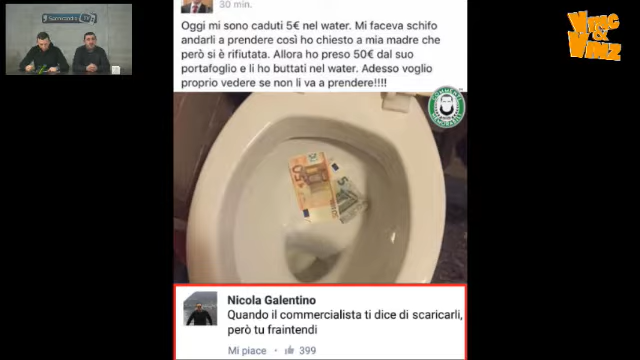 30 min.
Oggi mi sono caduti 5€ nel water. Mi faceva schifo
andarli a prendere così ho chiesto a mia madre che
però si è rifiutata. Allora ho preso 50€ dal suo
portafoglio e li ho buttati nel water. Adesso voglio
proprio vedere se non li va a prendere!!!!
50
5
Nicola Galentino
Quando il commercialista ti dice di scaricarli,
però tu fraintendi
Mi piace · 399